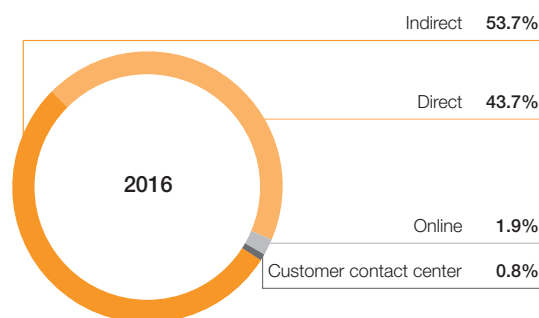 Indirect 53.7%
Direct 43.7%
2016
Online 1.9%
Customer contact center 0.8%